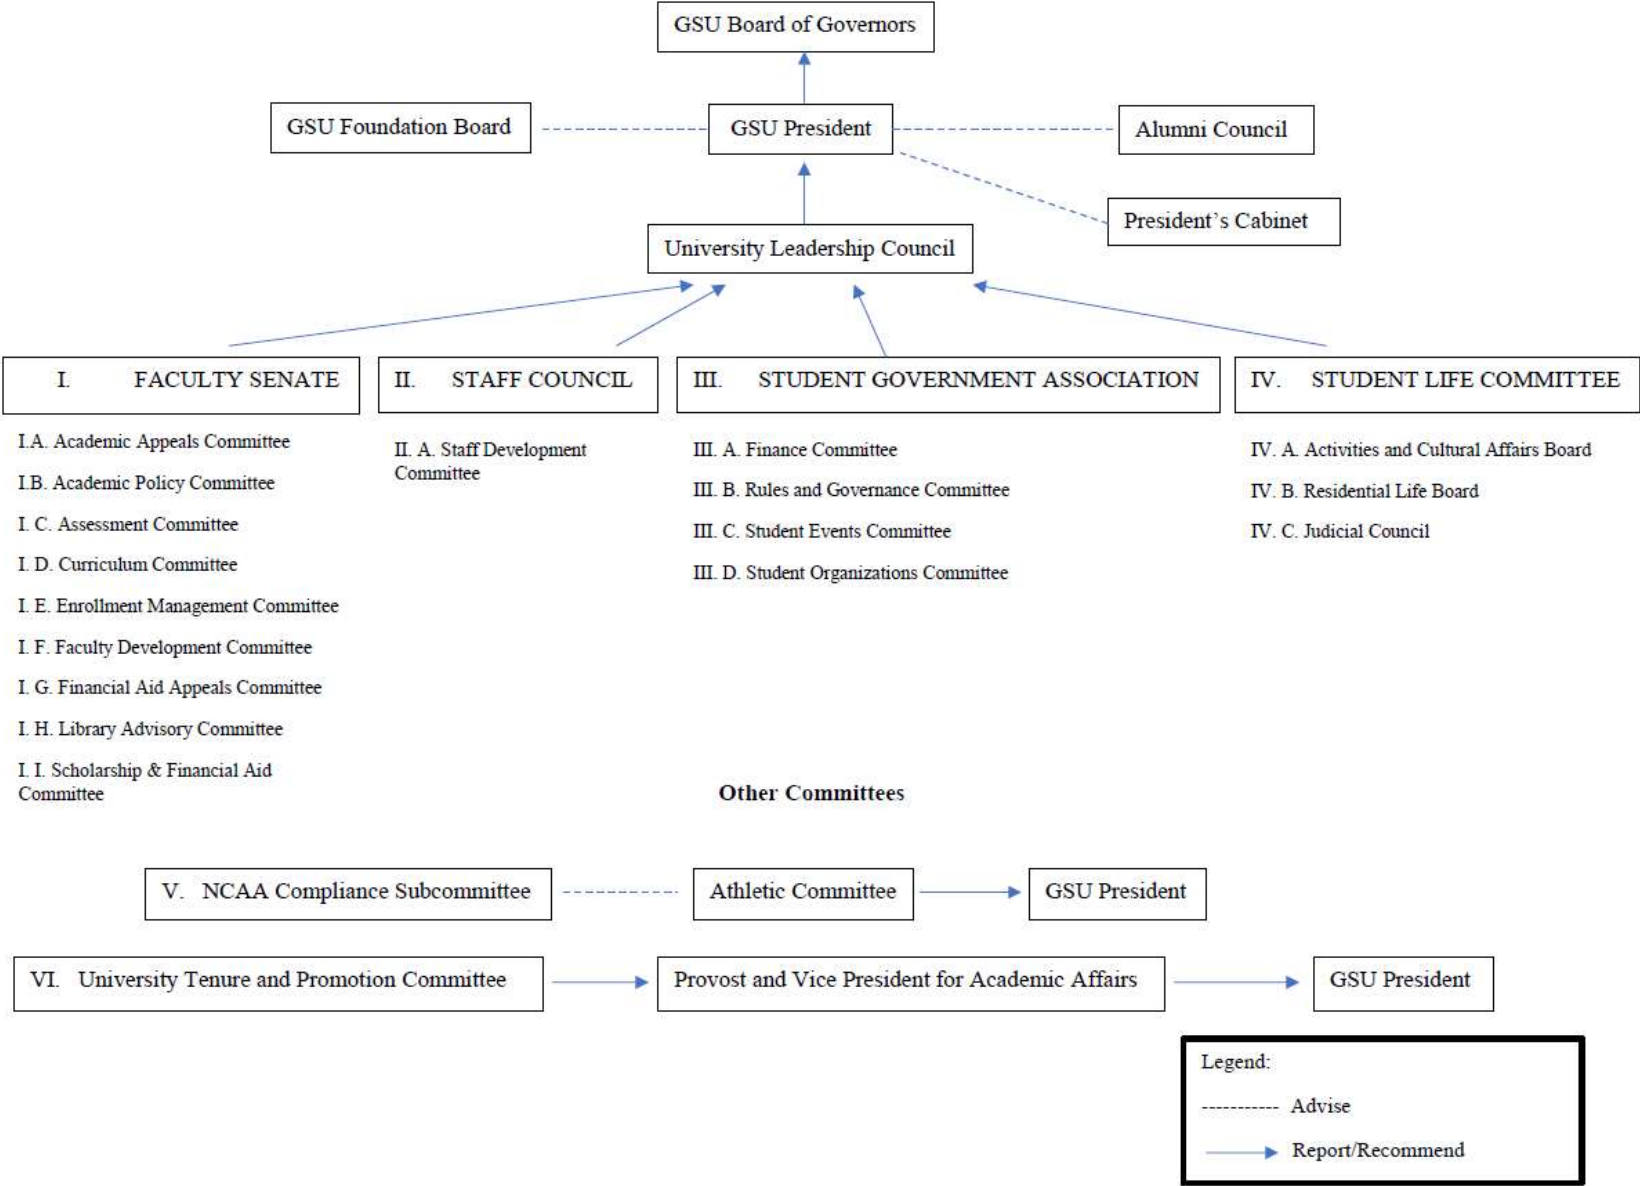 GSU Board of Governors
GSU Foundation Board
GSU President
Alumni Council
President's Cabinet
University Leadership Council
I. FACULTY SENATE
II. STAFF COUNCIL
III. STUDENT GOVERNMENT ASSOCIATION
IV. STUDENT LIFE COMMITTEE
I.A. Academic Appeals Committee
I.B. Academic Policy Committee
I. C. Assessment Committee
I. D. Curriculum Committee
I. E. Enrollment Management Committee
I. F. Faculty Development Committee
I. G. Financial Aid Appeals Committee
I. H. Library Advisory Committee
I. I. Scholarship & Financial Aid
Committee
II. A. Staff Development
Committee
III. A. Finance Committee
III. B. Rules and Governance Committee
III. C. Student Events Committee
III. D. Student Organizations Committee
IV. A. Activities and Cultural Affairs Board
IV. B. Residential Life Board
IV. C. Judicial Council
Other Committees
V. NCAA Compliance Subcommittee
Athletic Committee
GSU President
VI. University Tenure and Promotion Committee
Provost and Vice President for Academic Affairs
GSU President
Legend:
Advise
Report/Recommend